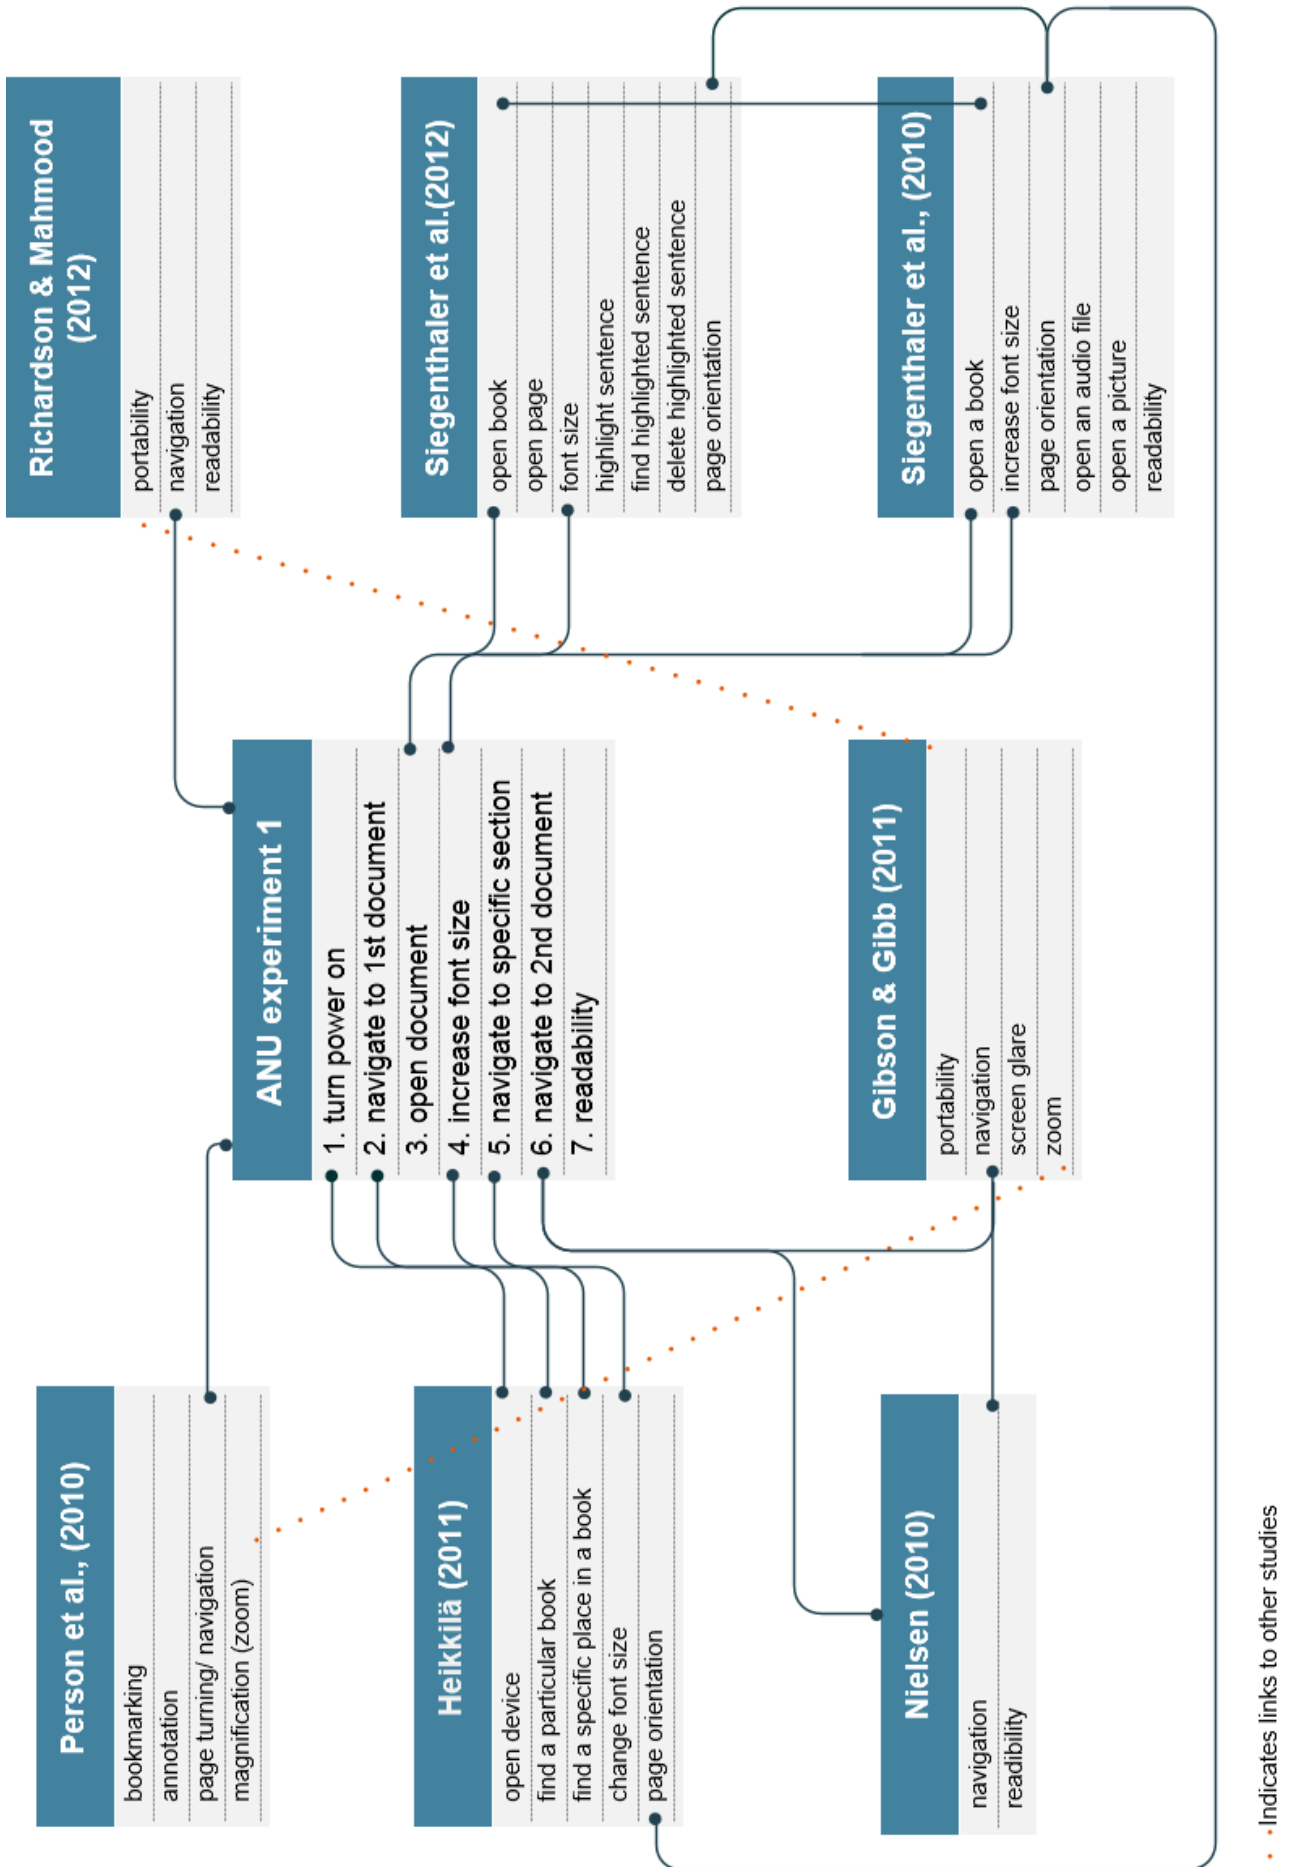 Person et al., (2010)
bookmarking
annotation
page turning/ navigation
magnification (zoom)
Richardson & Mahmood
(2012)
portability
navigation
readability
ANU experiment 1
1. turn power on
2. navigate to 1st document
3. open document
4. increase font size
5. navigate to specific section
6. navigate to 2nd document
7. readability
Heikkilä (2011)
open device
find a particular book
find a specific place in a book
change font size
page orientation
Siegenthaler et al.(2012)
open book
open page
font size
highlight sentence
find highlighted sentence
delete highlighted sentence
page orientation
Nielsen (2010)
navigation
readibility
Gibson & Gibb (2011)
portability
navigation
screen glare
zoom
Siegenthaler et al., (2010)
open a book
increase font size
page orientation
open an audio file
open a picture
readability
Indicates links to other studies